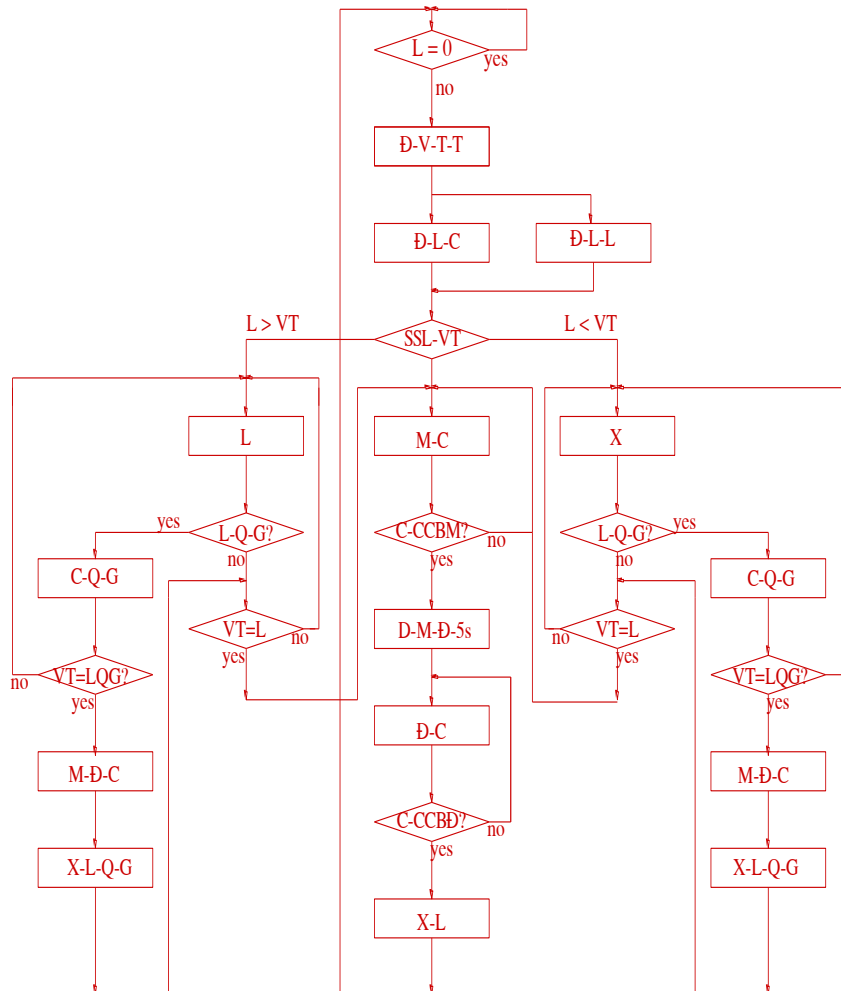 L = 0
yes
no
Đ-V-T-T
Đ-L-C
Đ-L-L
L > VT
SSL-VT
L < VT
L
M-C
X
yes
L-Q-G?
no
C-CCBM?
no
yes
L-Q-G?
yes
no
C-Q-G
C-Q-G
VT=L
no
yes
D-M-Đ-5s
VT=L
no
yes
VT=LQG?
no
yes
VT=LQG?
yes
Đ-C
M-Đ-C
M-Đ-C
C-CCBĐ?
no
yes
X-L-Q-G
X-L-Q-G
X-L